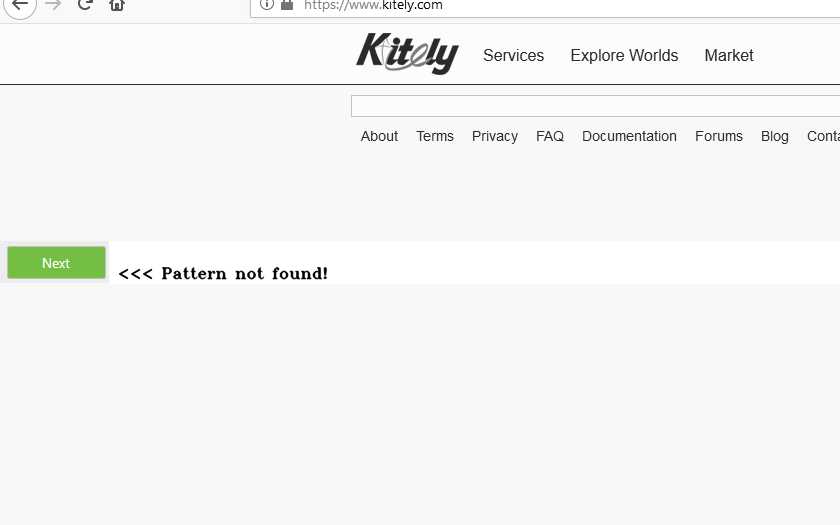 https://www.kitely.com
Kitely Services Explore Worlds Market
About Terms Privacy FAQ Documentation Forums Blog Conta
Next <<< Pattern not found!